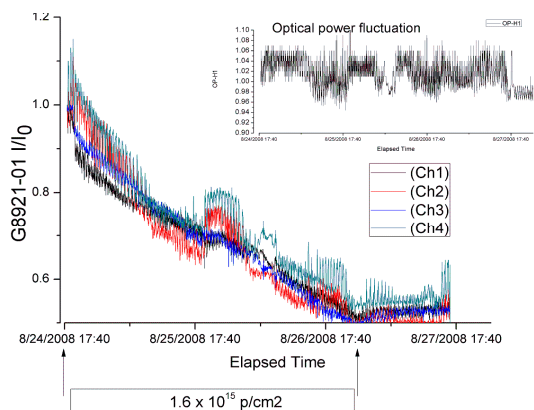 Optical power fluctuation
OP-H1
OP-H1
1.10
1.08
1.06
1.04
1.02
1.00
0.98
0.96
0.94
0.92
0.90
8/24/2008 17:40
8/25/2008 17:40
8/26/2008 17:40
8/27/2008 17:40
Elapsed Time
G8921-01 I/I0
1.2
1.0
0.8
0.6
(Ch1)
(Ch2)
(Ch3)
(Ch4)
8/24/2008 17:40
8/25/2008 17:40
8/26/2008 17:40
8/27/2008 17:40
Elapsed Time
1.6 x 10¹⁵ p/cm2